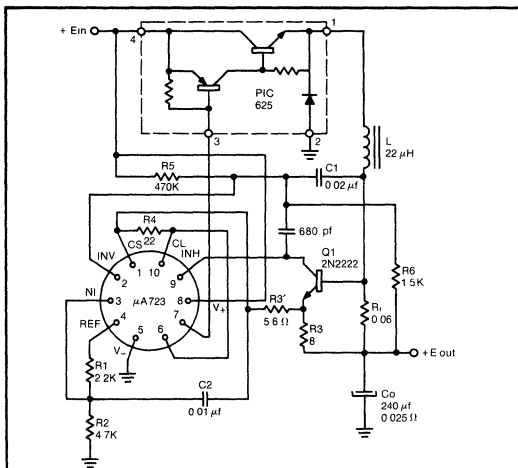 + Ein
4
1
PIC
625
3
2
L
22 μH
R5
470K
C1
0 02 μf
R4
22
680 pf
Q1
2N2222
R6
1 5K
CS
CL
INH
INV
1
10
2
9
NI
3
μA723
8
V+
REF
4
7
V−
5
6
R3'
5 6 Ω
R3
8
R₁
0 06
+E out
R1
2 2K
C2
0 01 μf
R2
4 7K
Co
240 μf
0 025 Ω